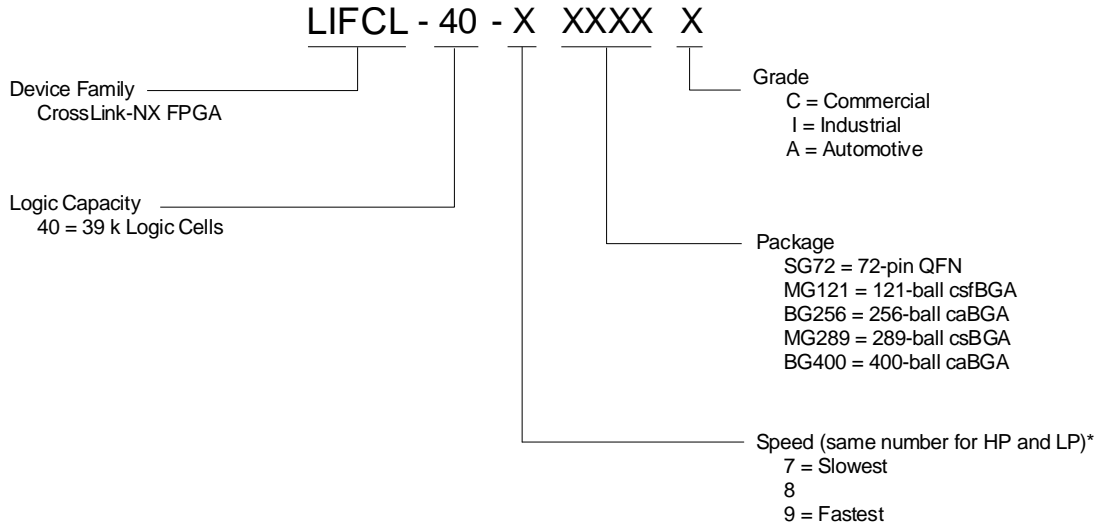 LIFCL - 40 - X XXXX X
Device Family
CrossLink-NX FPGA
Logic Capacity
40 = 39 k Logic Cells
Grade
C = Commercial
I = Industrial
A = Automotive
Package
SG72 = 72-pin QFN
MG121 = 121-ball csfBGA
BG256 = 256-ball caBGA
MG289 = 289-ball csBGA
BG400 = 400-ball caBGA
Speed (same number for HP and LP)*
7 = Slowest
8
9 = Fastest